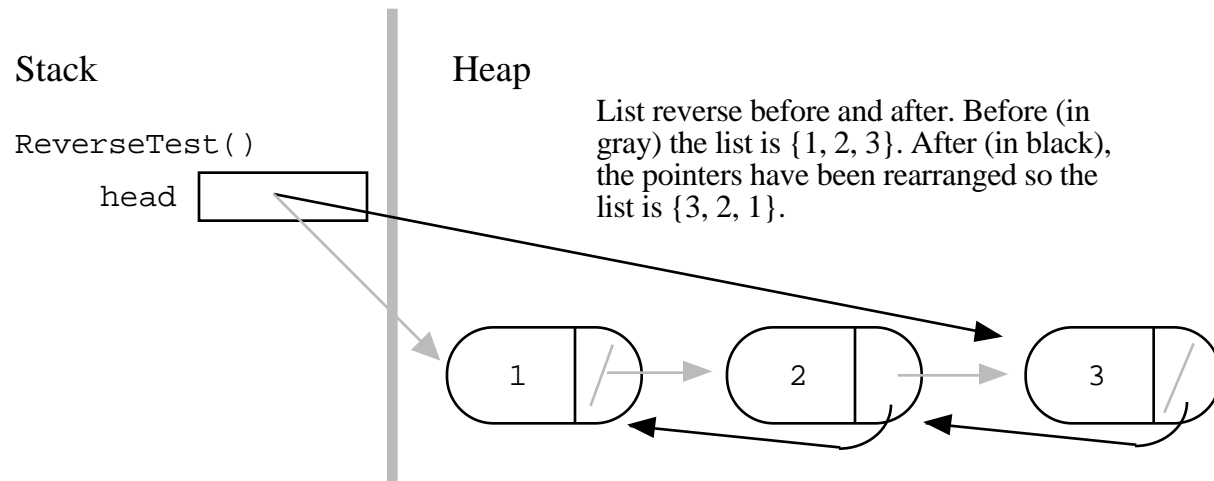 Stack
Heap
List reverse before and after. Before (in
gray) the list is {1, 2, 3}. After (in black),
the pointers have been rearranged so the
list is {3, 2, 1}.
ReverseTest()
head
1
2
3